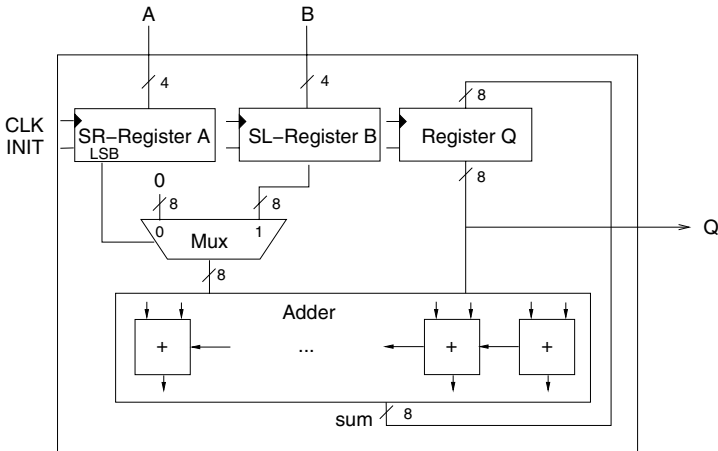 A B
4 4 8
CLK
INIT
SR-Register A SL-Register B Register Q
LSB
0 8 8 8
0 1
Mux
Q
8
Adder
+ ... + +
sum 8